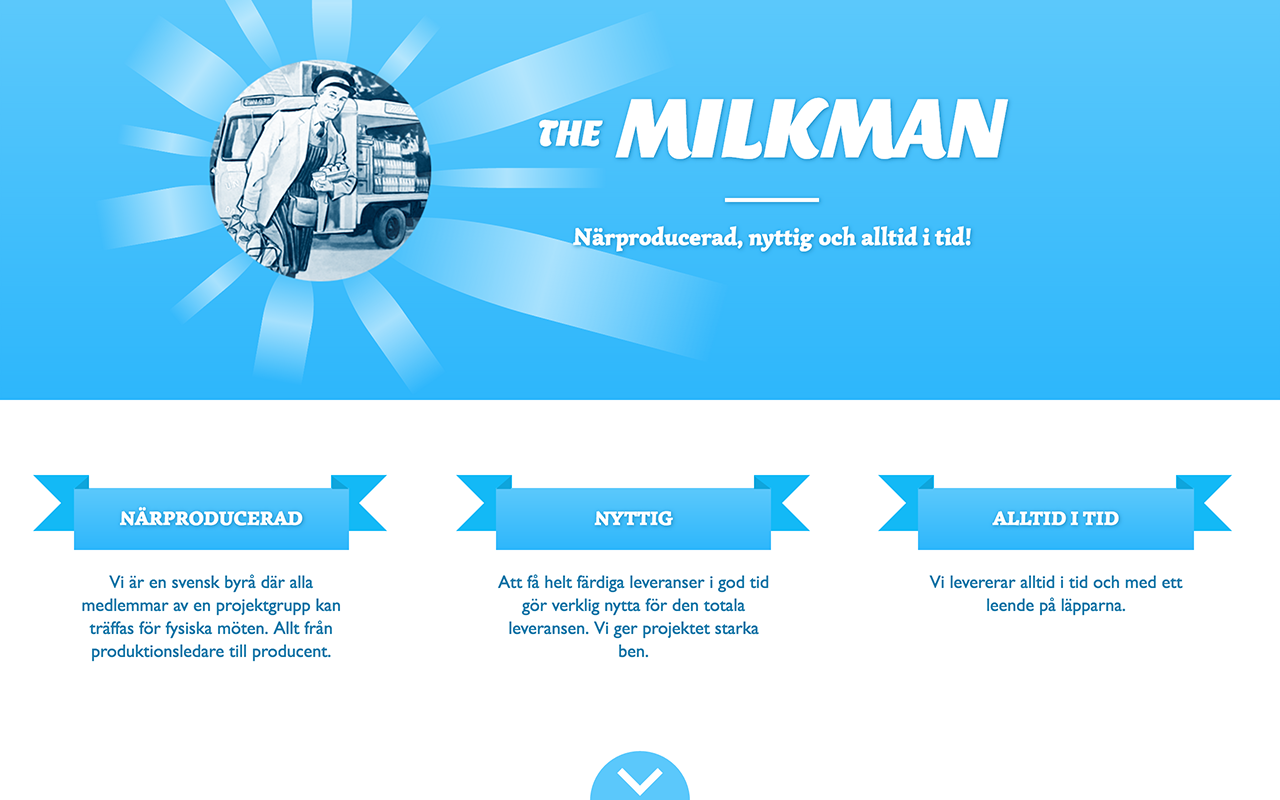 THE MILKMAN
Närproducerad, nyttig och alltid i tid!
NÄRPRODUCERAD
Vi är en svensk byrå där alla
medlemmar av en projektgrupp kan
träffas för fysiska möten. Allt från
produktionsledare till producent.
NYTTIG
Att få helt färdiga leveranser i god tid
gör verklig nytta för den totala
leveransen. Vi ger projektet starka
ben.
ALLTID I TID
Vi levererar alltid i tid och med ett
leende på läpparna.